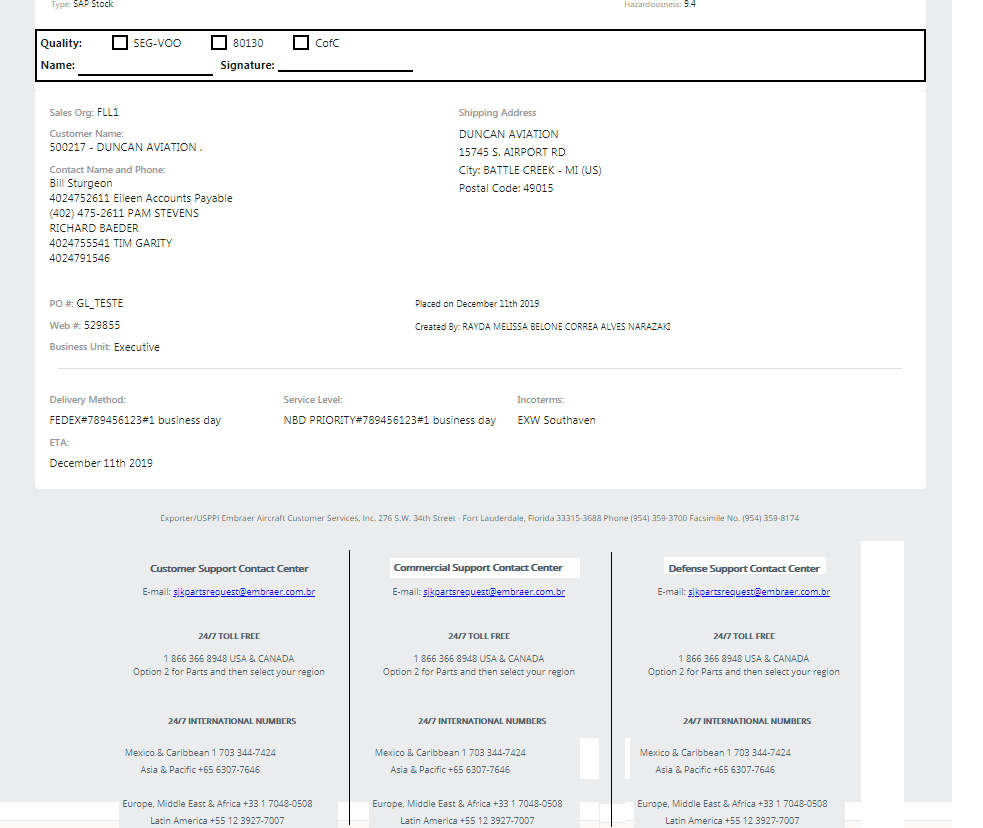 Type: SAP Stock
Hazardousness: 9.4
Quality: SEG-VOO 80130 CofC
Name: Signature:
Sales Org: FLL1
Customer Name:
500217 - DUNCAN AVIATION .
Contact Name and Phone:
Bill Sturgeon
4024752611 Eileen Accounts Payable
(402) 475-2611 PAM STEVENS
RICHARD BAEDER
4024755541 TIM GARITY
4024791546
Shipping Address
DUNCAN AVIATION
15745 S. AIRPORT RD
City: BATTLE CREEK - MI (US)
Postal Code: 49015
PO #: GL_TESTE
Web #: 529855
Business Unit: Executive
Placed on December 11th 2019
Created By: RAYDA MELISSA BELONE CORREA ALVES NARAZAKI
Delivery Method:
FEDEX#789456123#1 business day
Service Level:
NBD PRIORITY#789456123#1 business day
Incoterms:
EXW Southaven
ETA:
December 11th 2019
Exporter/USPPI Embraer Aircraft Customer Services, Inc. 276 S.W. 34th Street - Fort Lauderdale, Florida 33315-3688 Phone (954) 359-3700 Facsimile No. (954) 359-8174
Customer Support Contact Center
E-mail: sjkpartsrequest@embraer.com.br
24/7 TOLL FREE
1 866 366 8948 USA & CANADA
Option 2 for Parts and then select your region
24/7 INTERNATIONAL NUMBERS
Mexico & Caribbean 1 703 344-7424
Asia & Pacific +65 6307-7646
Europe, Middle East & Africa +33 1 7048-0508
Latin America +55 12 3927-7007
Commercial Support Contact Center
E-mail: sjkpartsrequest@embraer.com.br
24/7 TOLL FREE
1 866 366 8948 USA & CANADA
Option 2 for Parts and then select your region
24/7 INTERNATIONAL NUMBERS
Mexico & Caribbean 1 703 344-7424
Asia & Pacific +65 6307-7646
Europe, Middle East & Africa +33 1 7048-0508
Latin America +55 12 3927-7007
Defense Support Contact Center
E-mail: sjkpartsrequest@embraer.com.br
24/7 TOLL FREE
1 866 366 8948 USA & CANADA
Option 2 for Parts and then select your region
24/7 INTERNATIONAL NUMBERS
Mexico & Caribbean 1 703 344-7424
Asia & Pacific +65 6307-7646
Europe, Middle East & Africa +33 1 7048-0508
Latin America +55 12 3927-7007